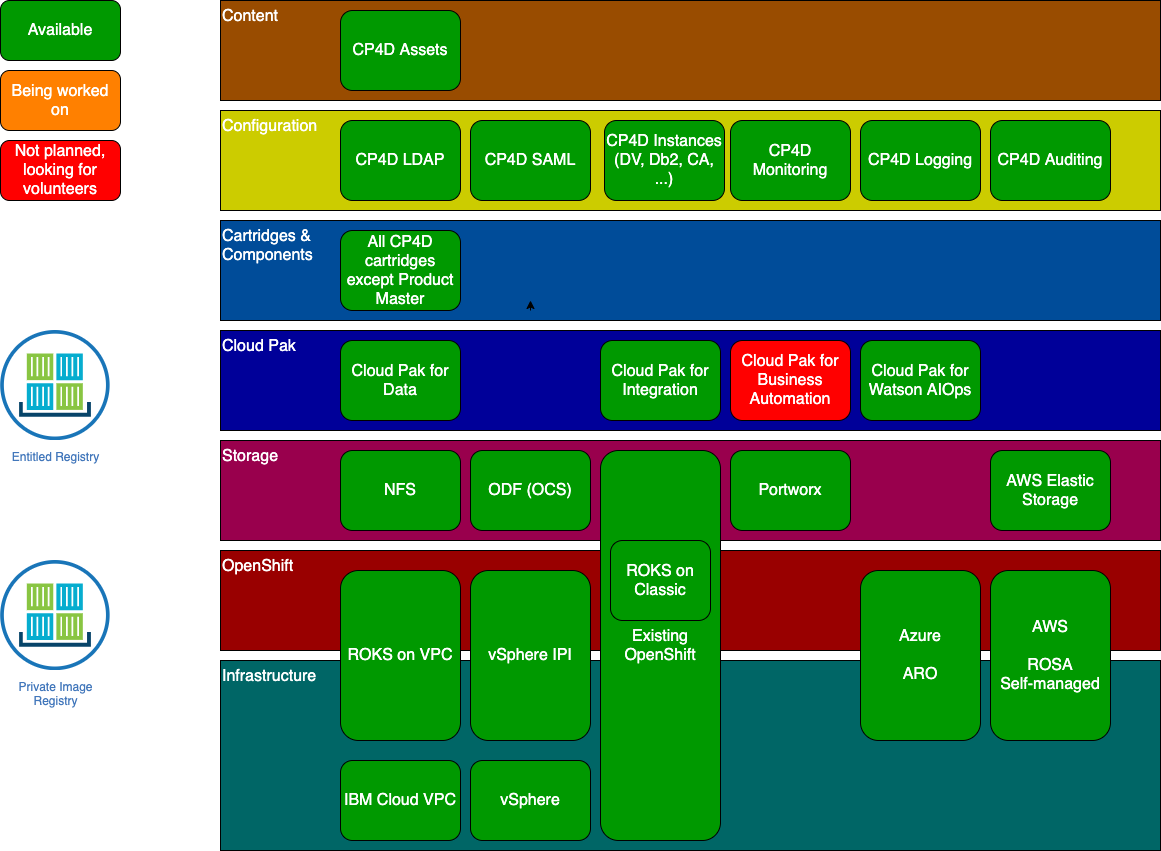 Available
Being worked
on
Not planned,
looking for
volunteers
Content
CP4D Assets
Configuration
CP4D LDAP
CP4D SAML
CP4D Instances
(DV, Db2, CA,
...)
CP4D
Monitoring
CP4D Logging
CP4D Auditing
Cartridges &
Components
All CP4D
cartridges
except Product
Master
Cloud Pak
Cloud Pak for
Data
Cloud Pak for
Integration
Cloud Pak for
Business
Automation
Cloud Pak for
Watson AIOps
Entitled Registry
Storage
NFS
ODF (OCS)
Portworx
AWS Elastic
Storage
OpenShift
ROKS on
Classic
Existing
OpenShift
ROKS on VPC
vSphere IPI
Azure
ARO
AWS
ROSA
Self-managed
Private Image
Registry
Infrastructure
IBM Cloud VPC
vSphere